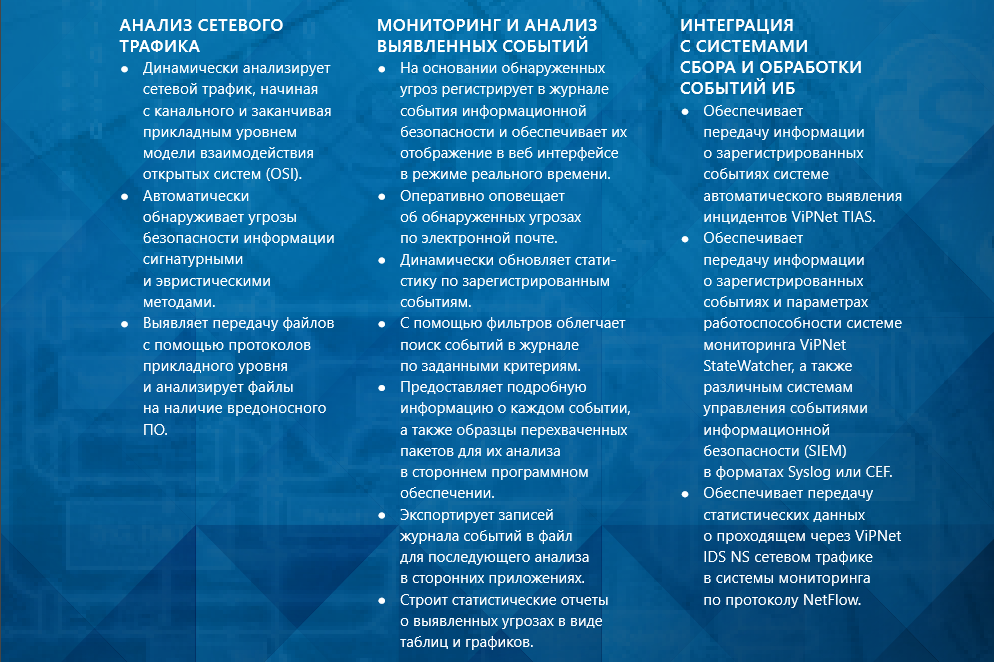 АНАЛИЗ СЕТЕВОГО
ТРАФИКА
● Динамически анализирует
сетевой трафик, начиная
с канального и заканчивая
прикладным уровнем
модели взаимодействия
открытых систем (OSI).
● Автоматически
обнаруживает угрозы
безопасности информации
сигнатурными
и эвристическими
методами.
● Выявляет передачу файлов
с помощью протоколов
прикладного уровня
и анализирует файлы
на наличие вредоносного
ПО.
МОНИТОРИНГ И АНАЛИЗ
ВЫЯВЛЕННЫХ СОБЫТИЙ
● На основании обнаруженных
угроз регистрирует в журнале
события информационной
безопасности и обеспечивает их
отображение в веб интерфейсе
в режиме реального времени.
● Оперативно оповещает
об обнаруженных угрозах
по электронной почте.
● Динамически обновляет стати-
стику по зарегистрированным
событиям.
● С помощью фильтров облегчает
поиск событий в журнале
по заданным критериям.
● Предоставляет подробную
информацию о каждом событии,
а также образцы перехваченных
пакетов для их анализа
в стороннем программном
обеспечении.
● Экспортирует записей
журнала событий в файл
для последующего анализа
в сторонних приложениях.
● Строит статистические отчеты
о выявленных угрозах в виде
таблиц и графиков.
ИНТЕГРАЦИЯ
С СИСТЕМАМИ
СБОРА И ОБРАБОТКИ
СОБЫТИЙ ИБ
● Обеспечивает
передачу информации
о зарегистрированных
событиях системе
автоматического выявления
инцидентов ViPNet TIAS.
● Обеспечивает
передачу информации
о зарегистрированных
событиях и параметрах
работоспособности системе
мониторинга ViPNet
StateWatcher, а также
различным системам
управления событиями
информационной
безопасности (SIEM)
в форматах Syslog или CEF.
● Обеспечивает передачу
статистических данных
о проходящем через ViPNet
IDS NS сетевом трафике
в системы мониторинга
по протоколу NetFlow.